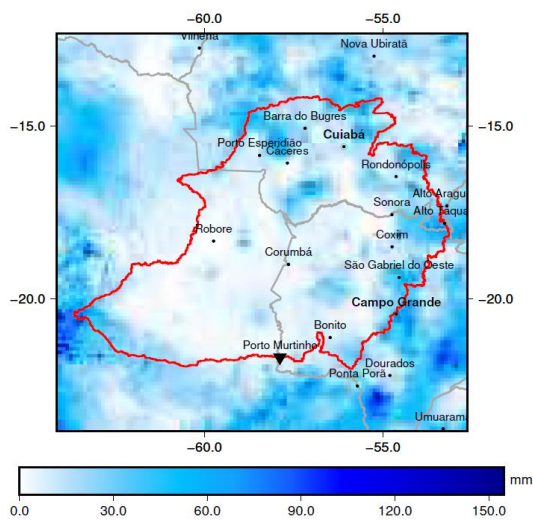 −60.0 −55.0
Vilhena
Nova Ubiratã
−15.0 −15.0
Barra do Bugres
Cuiabá
Porto Esperidião
Cáceres
Rondonópolis
Alto Aragu
Sonora
Alto Taqua
Robore
Coxim
Corumbá
São Gabriel do Oeste
−20.0 −20.0
Campo Grande
Bonito
Porto Murtinho
Dourados
Ponta Porã
Umuarama
−60.0 −55.0
mm
0.0 30.0 60.0 90.0 120.0 150.0